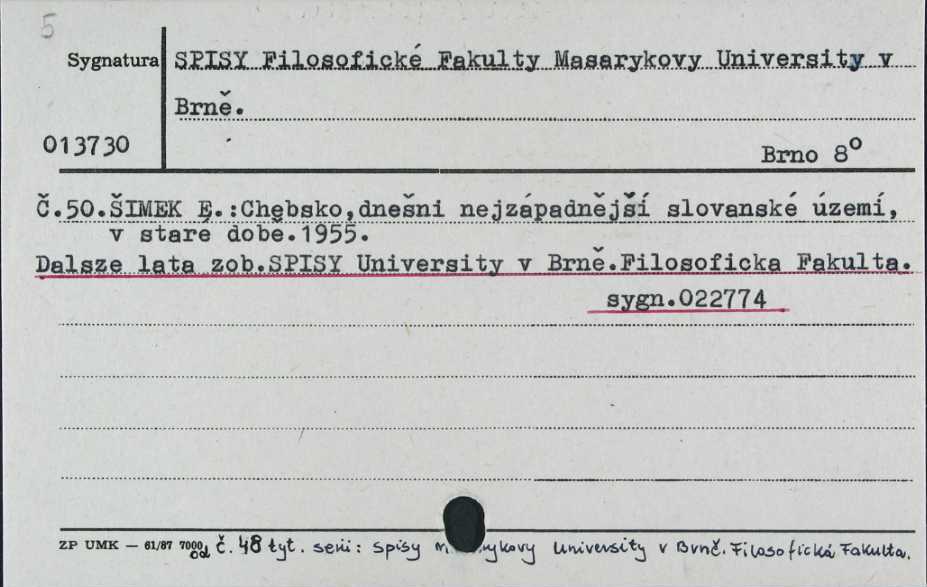 5
Sygnatura SPISY Filosofické Fakulty Masarykovy University v
Brně.
013730
Brno 8°
Č.50.ŠIMEK E.:Chebsko,dnešni nejzápadnější slovanské území,
v stare dobe.1955.
Dalsze lata zob.SPISY University v Brně.Filosoficka Fakulta.
sygn.022774
ZP UMK — 61/87 7000 od č. 48 tyt. serii: Spisy University v Brně. Filosofická Fakulta.